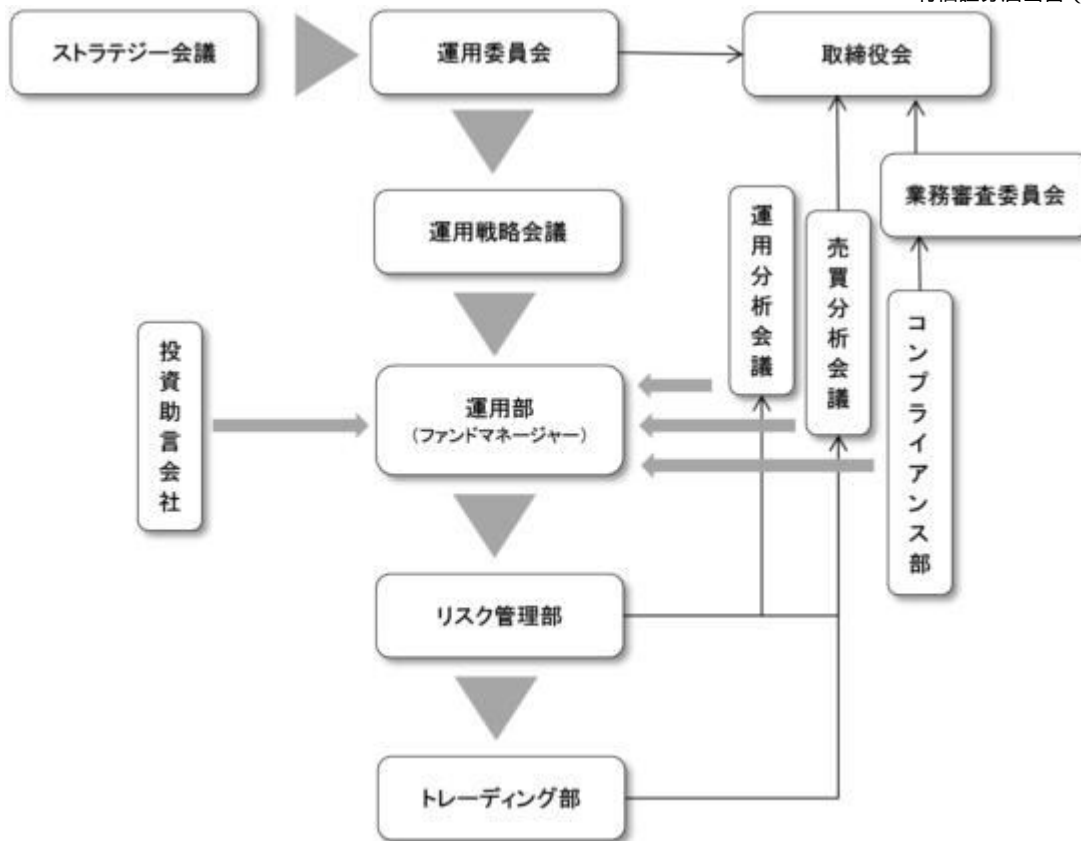 ストラテジー会議
運用委員会
取締役会
業務審査委員会
運用戦略会議
運用分析会議
売買分析会議
コンプライアンス部
投資助言会社
運用部
(ファンドマネージャー)
リスク管理部
トレーディング部